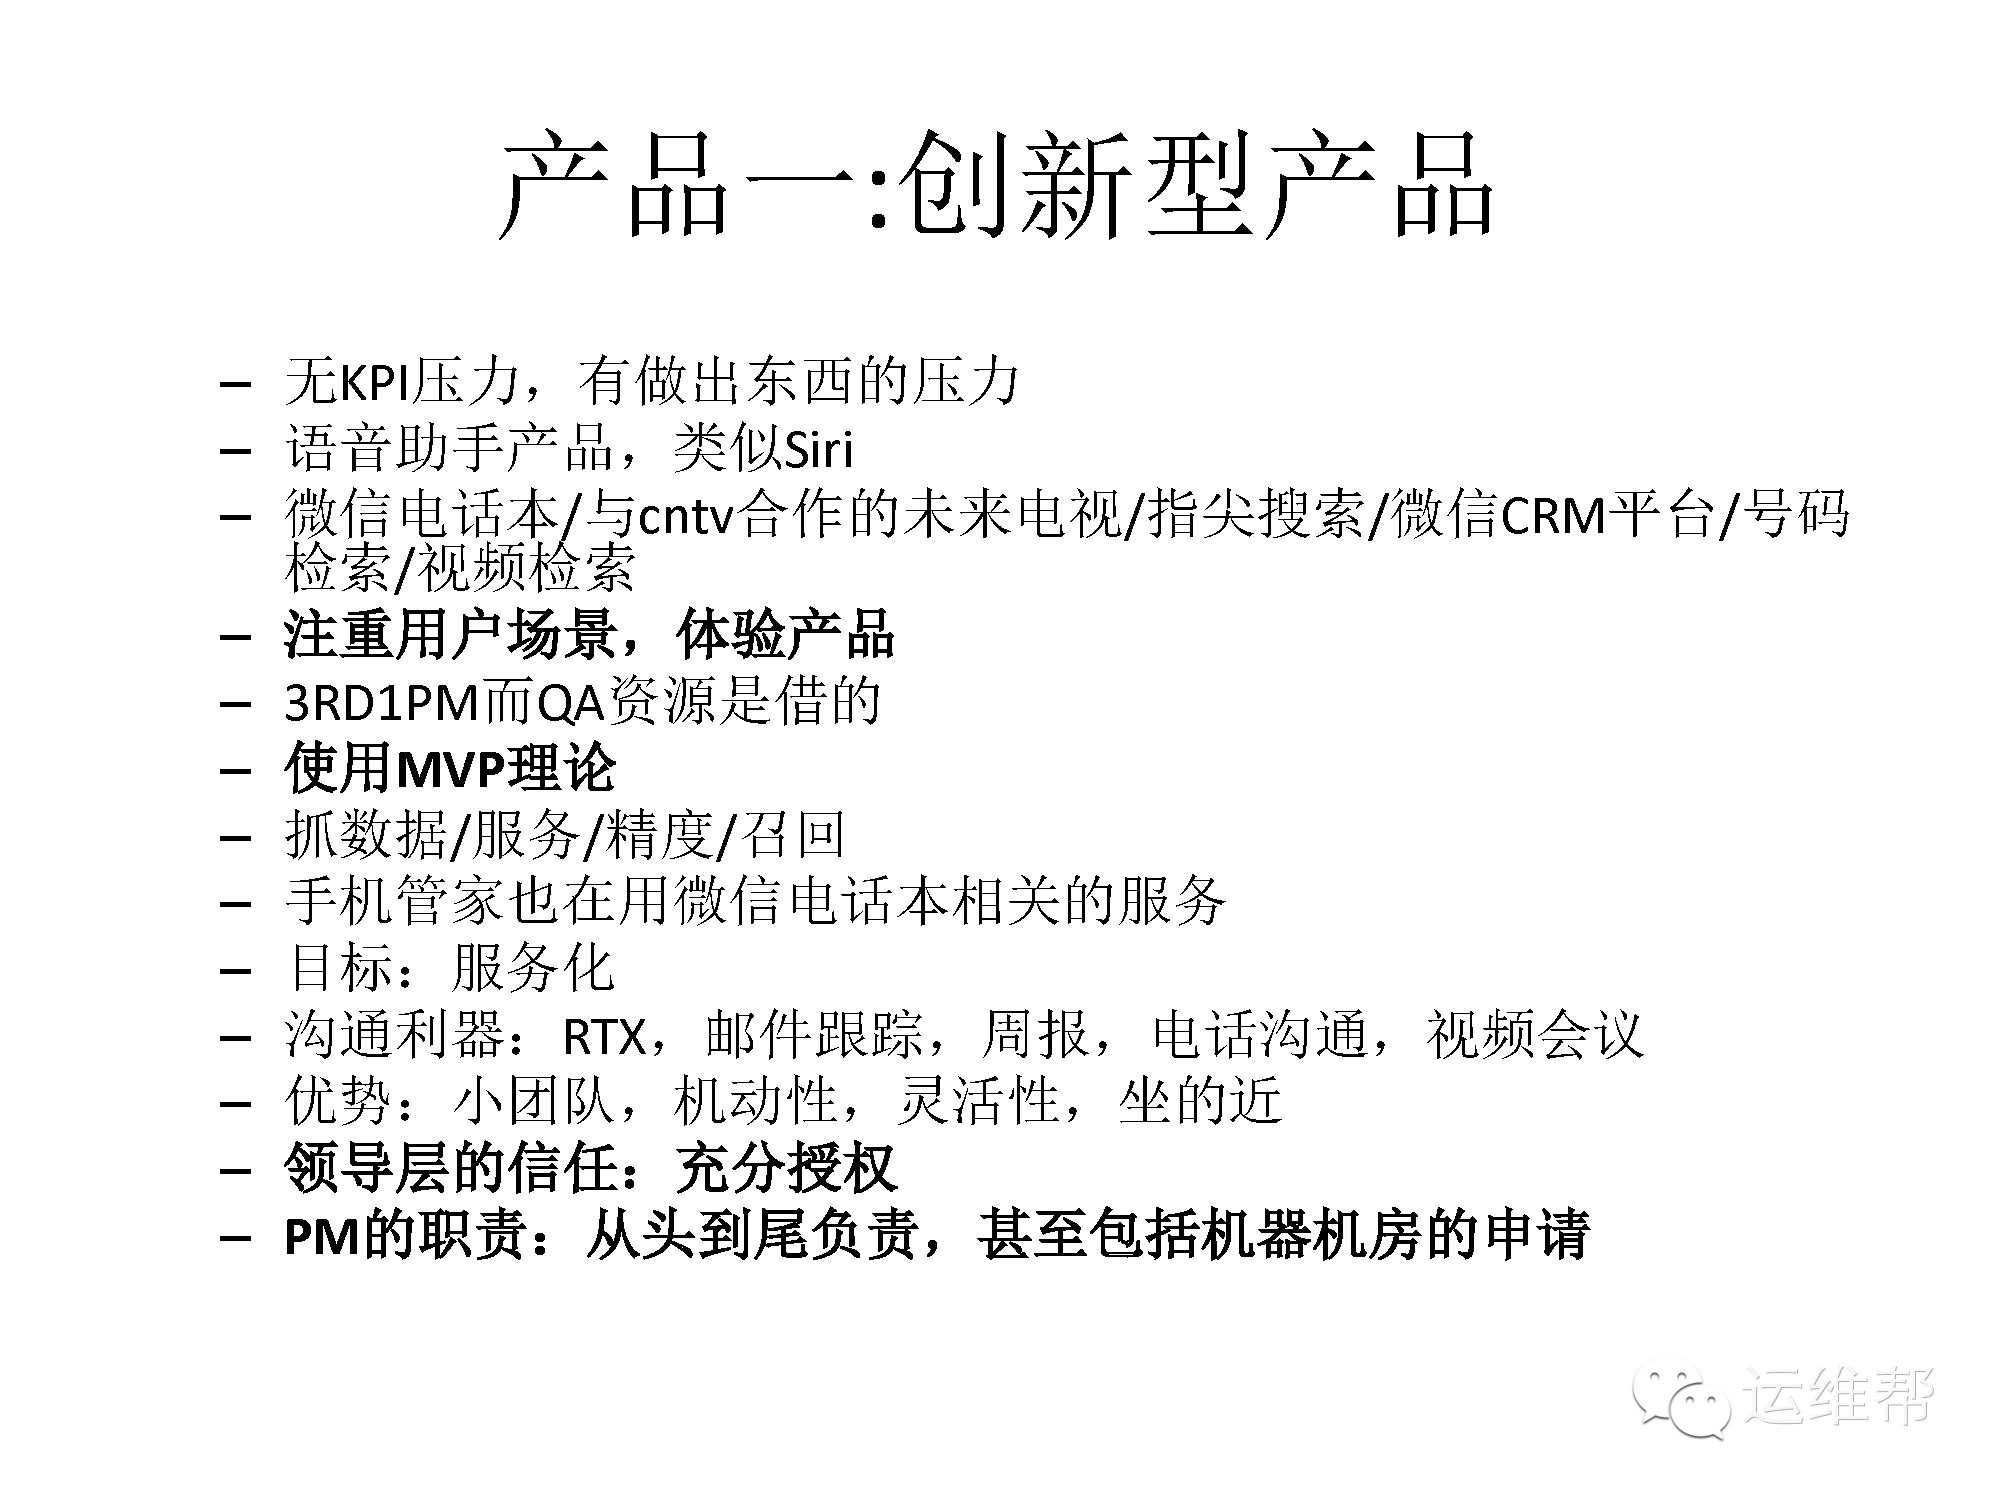 产品一:创新型产品
– 无KPI压力，有做出东西的压力
– 语音助手产品，类似Siri
– 微信电话本/与cntv合作的未来电视/指尖搜索/微信CRM平台/号码
检索/视频检索
– 注重用户场景，体验产品
– 3RD1PM而QA资源是借的
– 使用MVP理论
– 抓数据/服务/精度/召回
– 手机管家也在用微信电话本相关的服务
– 目标：服务化
– 沟通利器：RTX，邮件跟踪，周报，电话沟通，视频会议
– 优势：小团队，机动性，灵活性，坐的近
– 领导层的信任：充分授权
– PM的职责：从头到尾负责，甚至包括机器机房的申请
运维帮